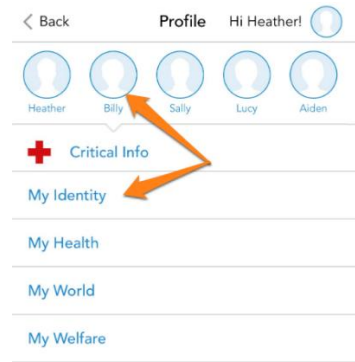 Back Profile Hi Heather!
Heather Billy Sally Lucy Aiden
Critical Info
My Identity
My Health
My World
My Welfare